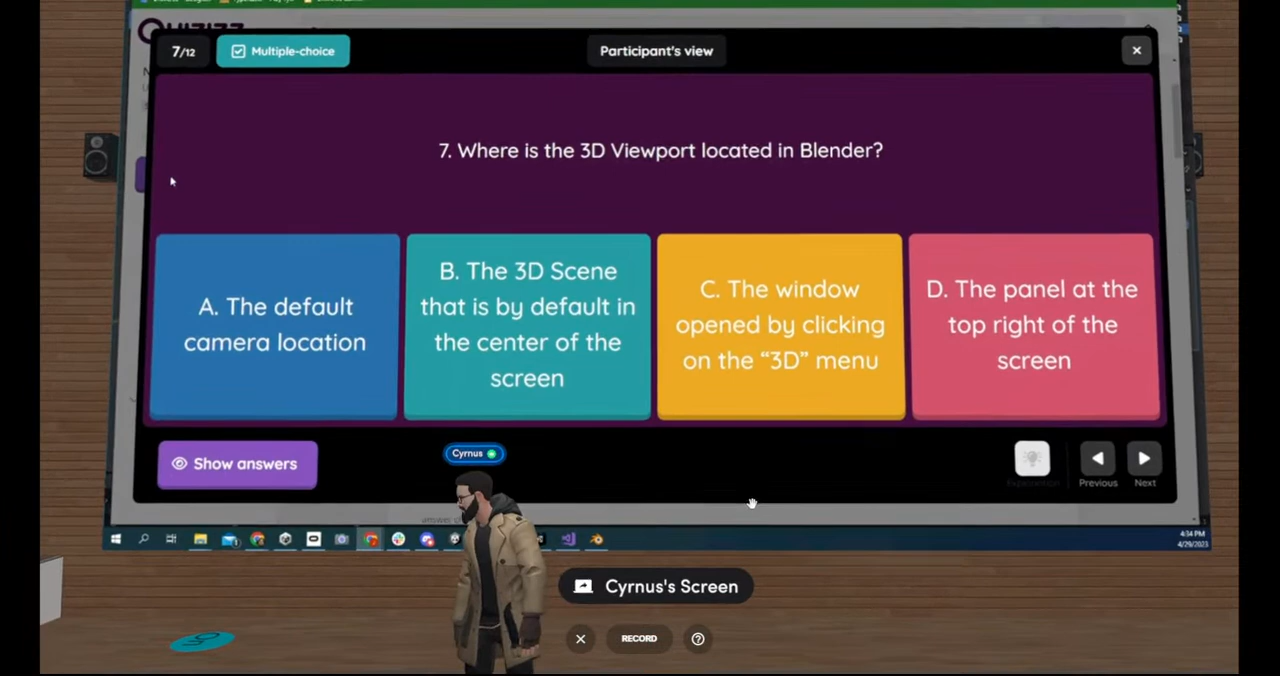 7/12
Multiple-choice
Participant's view
7. Where is the 3D Viewport located in Blender?
A. The default
camera location
B. The 3D Scene
that is by default in
the center of the
screen
C. The window
opened by clicking
on the “3D” menu
D. The panel at the
top right of the
screen
Show answers
Cyrnus
Previous
Next
4:34 PM
4/29/2023
Cyrnus's Screen
RECORD